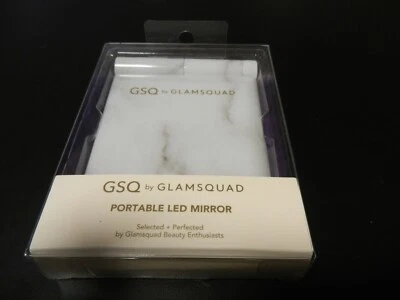 GSQ by GLAMSQUAD
GSQ by GLAMSQUAD
PORTABLE LED MIRROR
Selected + Perfected
by Glamsquad Beauty Enthusiasts